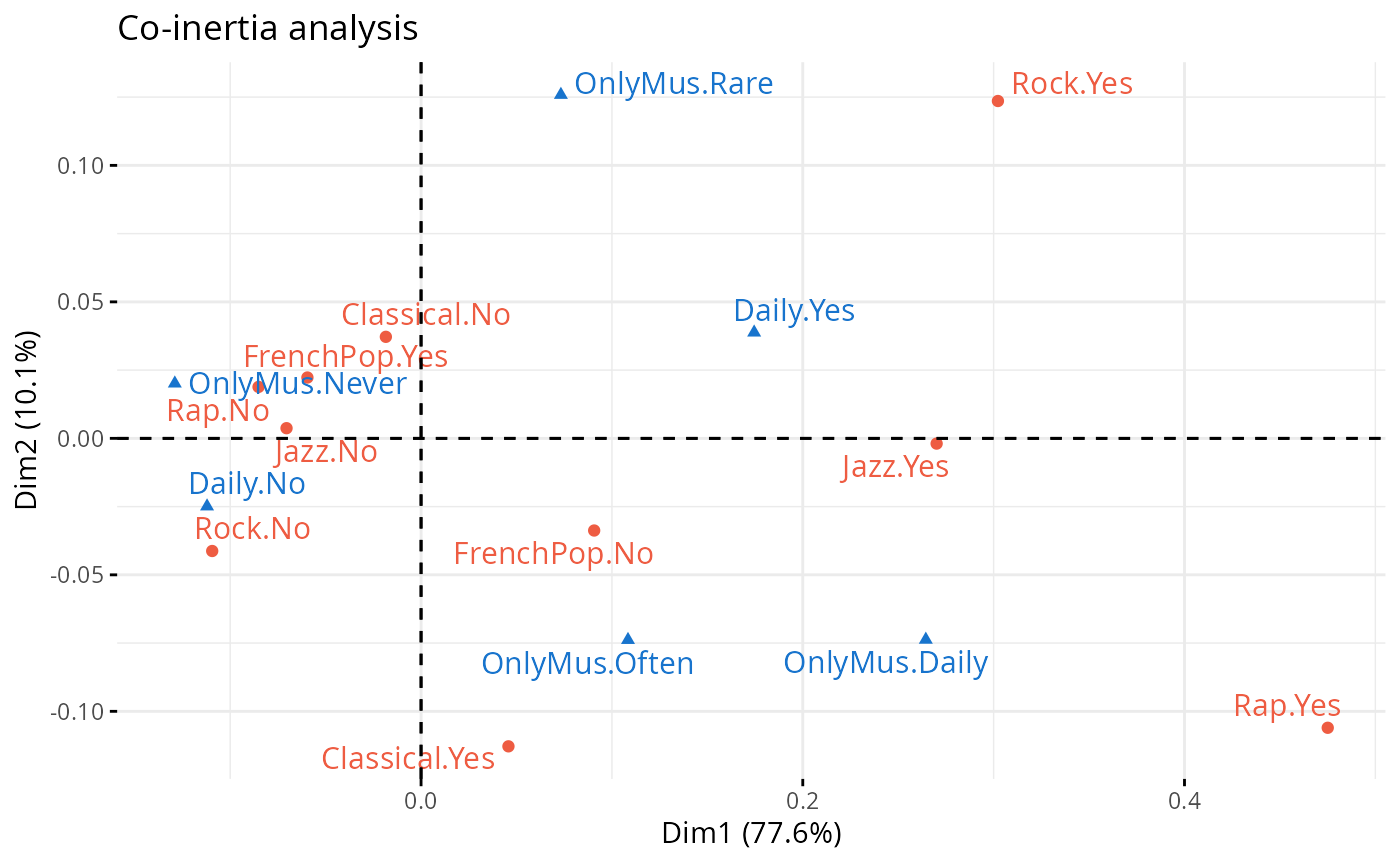 Co-inertia analysis
OnlyMus.Rare
Rock.Yes
0.10
0.05
Classical.No
Daily.Yes
FrenchPop.Yes
OnlyMus.Never
Rap.No
0.00
Jazz.No
Jazz.Yes
Daily.No
Rock.No
FrenchPop.No
-0.05
OnlyMus.Often
OnlyMus.Daily
-0.10
Rap.Yes
Classical.Yes
0.0
0.2
0.4
Dim1 (77.6%)
Dim2 (10.1%)